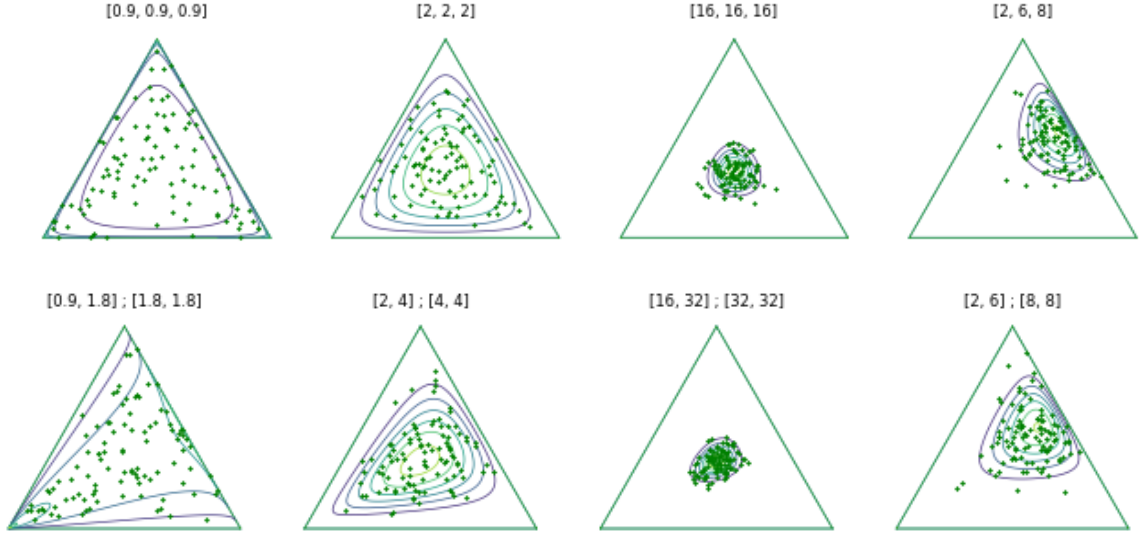 [0.9, 0.9, 0.9]
[2, 2, 2]
[16, 16, 16]
[2, 6, 8]
[0.9, 1.8] ; [1.8, 1.8]
[2, 4] ; [4, 4]
[16, 32] ; [32, 32]
[2, 6] ; [8, 8]